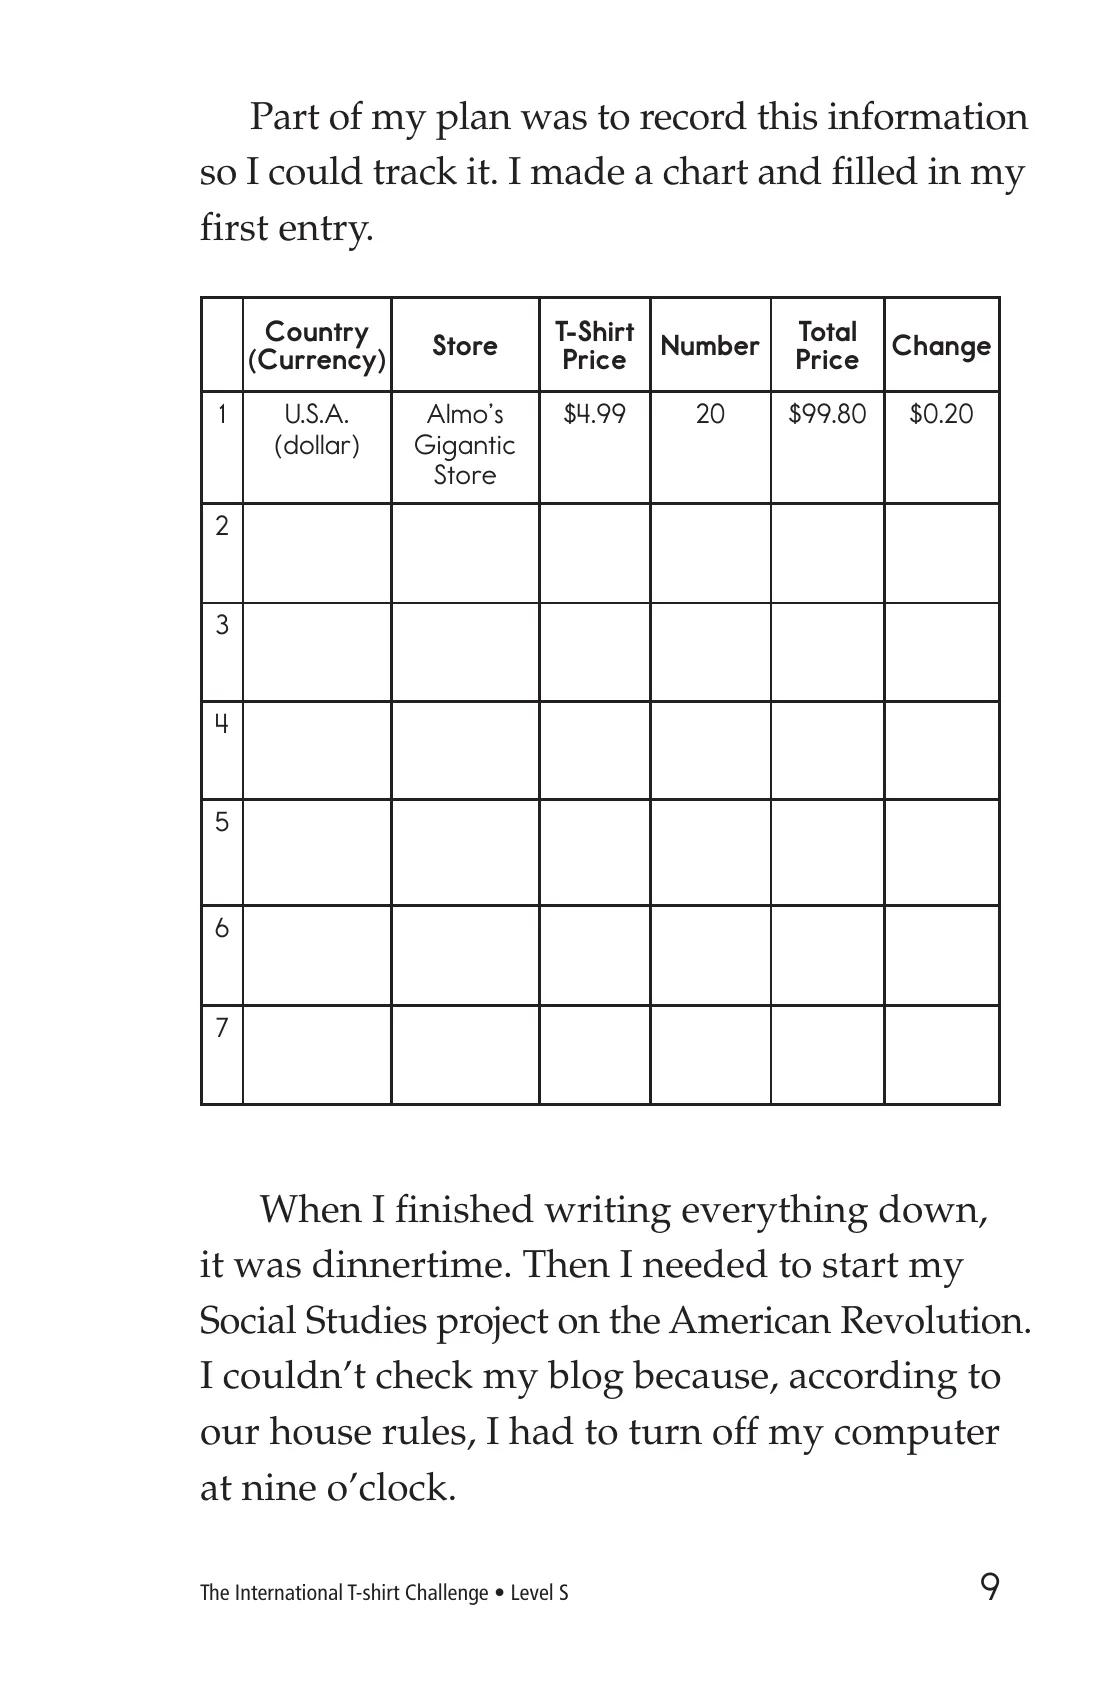 Part of my plan was to record this information
so I could track it. I made a chart and filled in my
first entry.
Country (Currency) Store T-Shirt Price Number Total Price Change
1 U.S.A. (dollar) Almo’s Gigantic Store $4.99 20 $99.80 $0.20
2
3
4
5
6
7
When I finished writing everything down,
it was dinnertime. Then I needed to start my
Social Studies project on the American Revolution.
I couldn’t check my blog because, according to
our house rules, I had to turn off my computer
at nine o’clock.
The International T-shirt Challenge • Level S 9